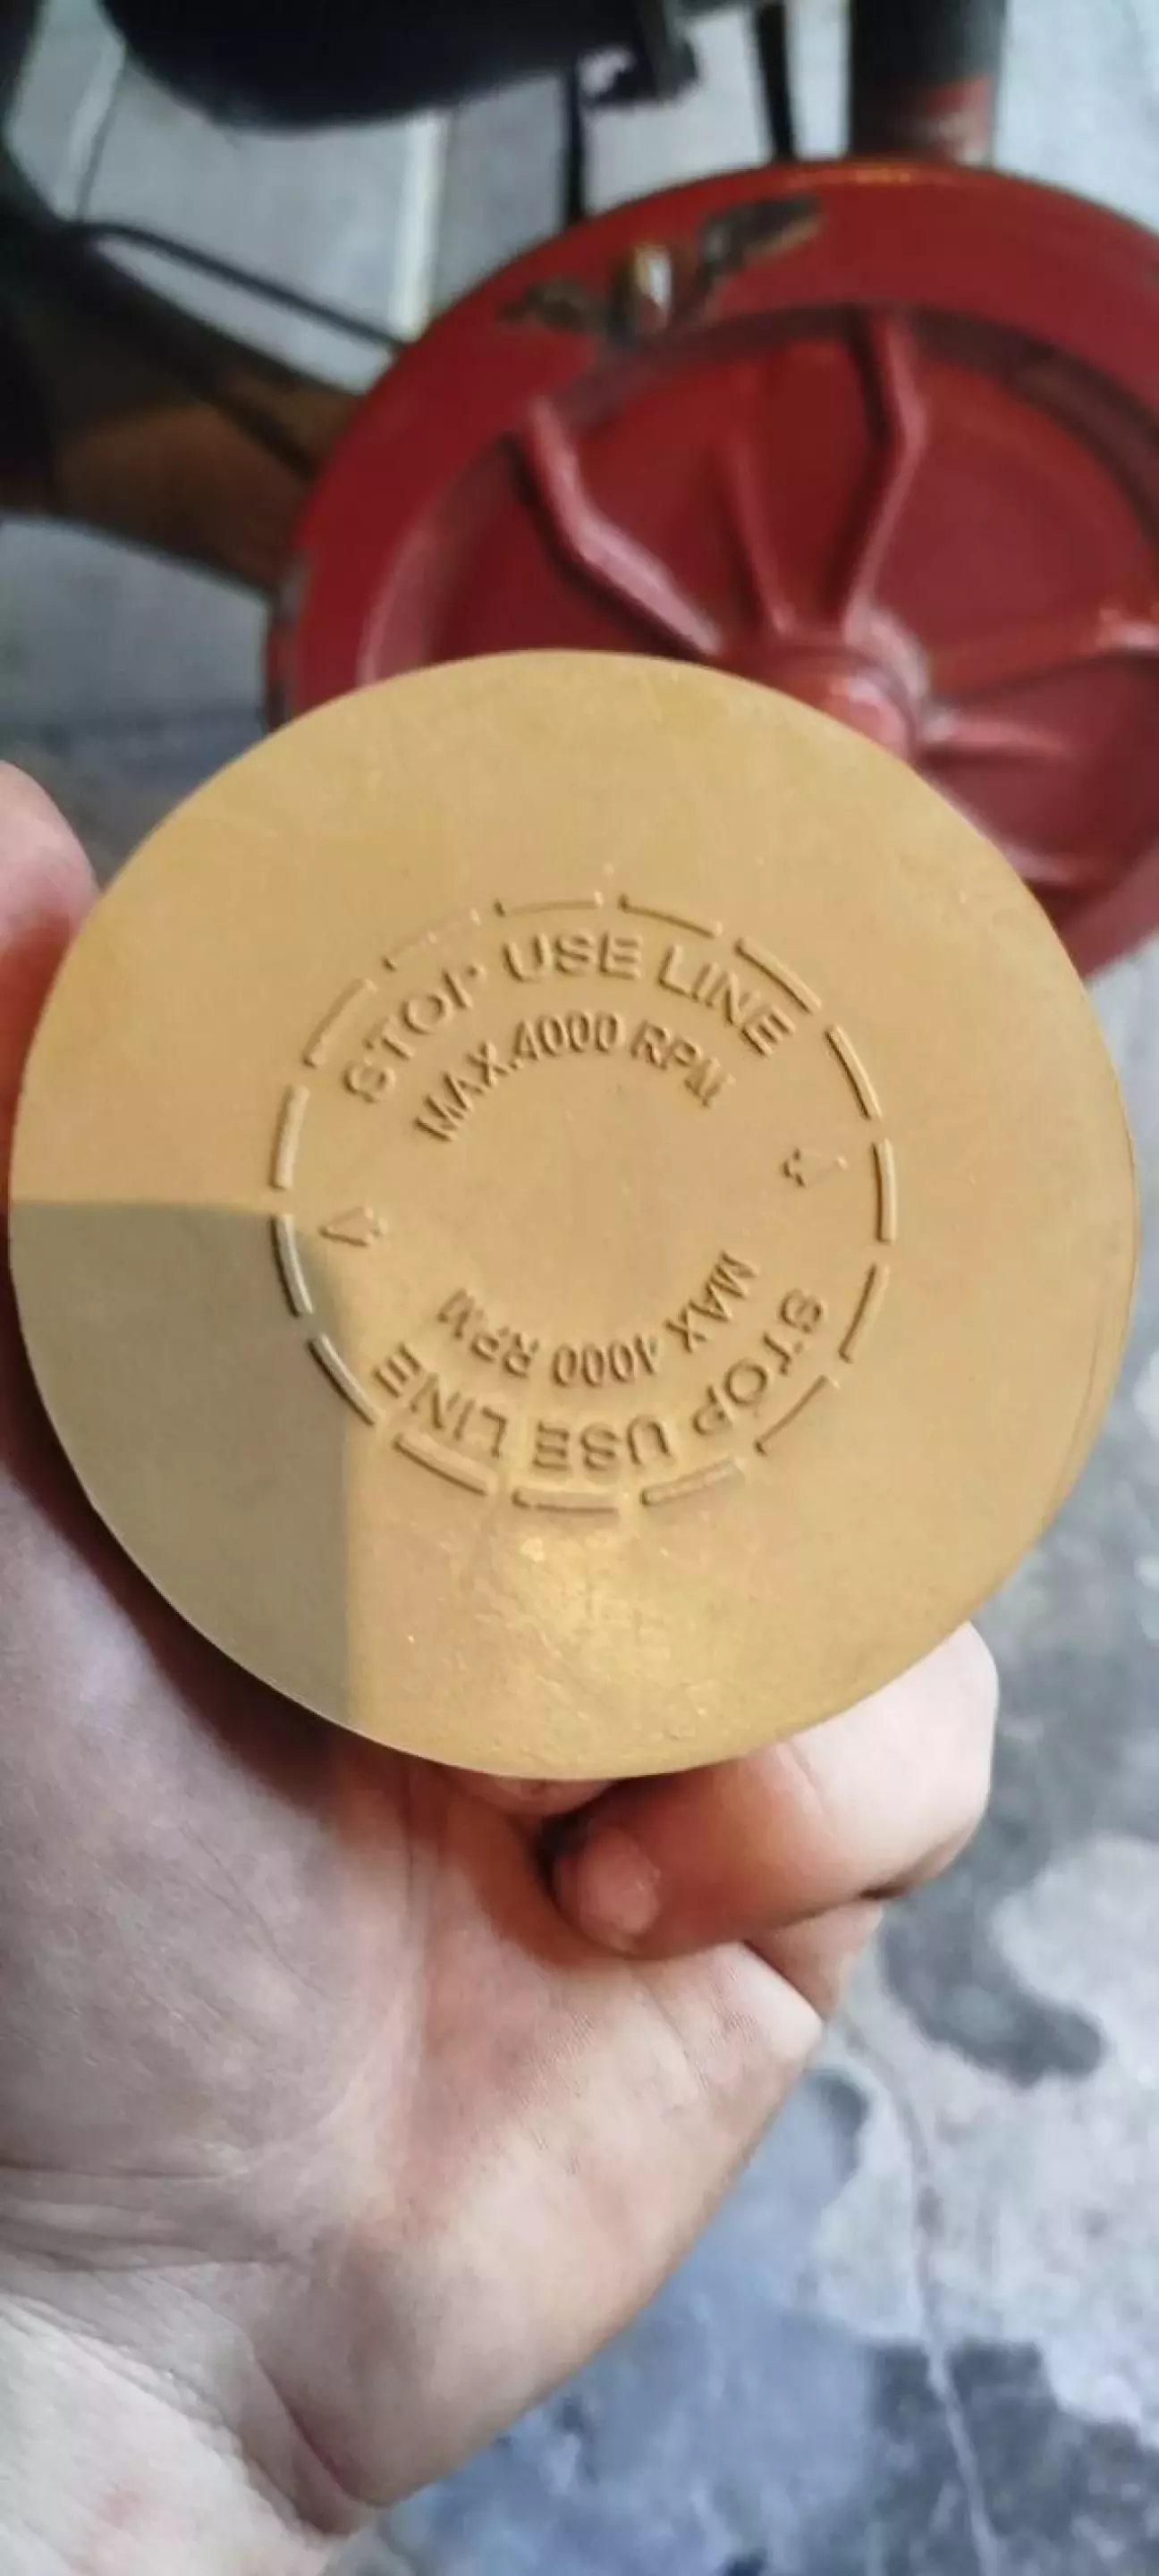 STOP USE LINE
MAX.4000 RPM
MAX 4000 RPM
STOP USE LINE